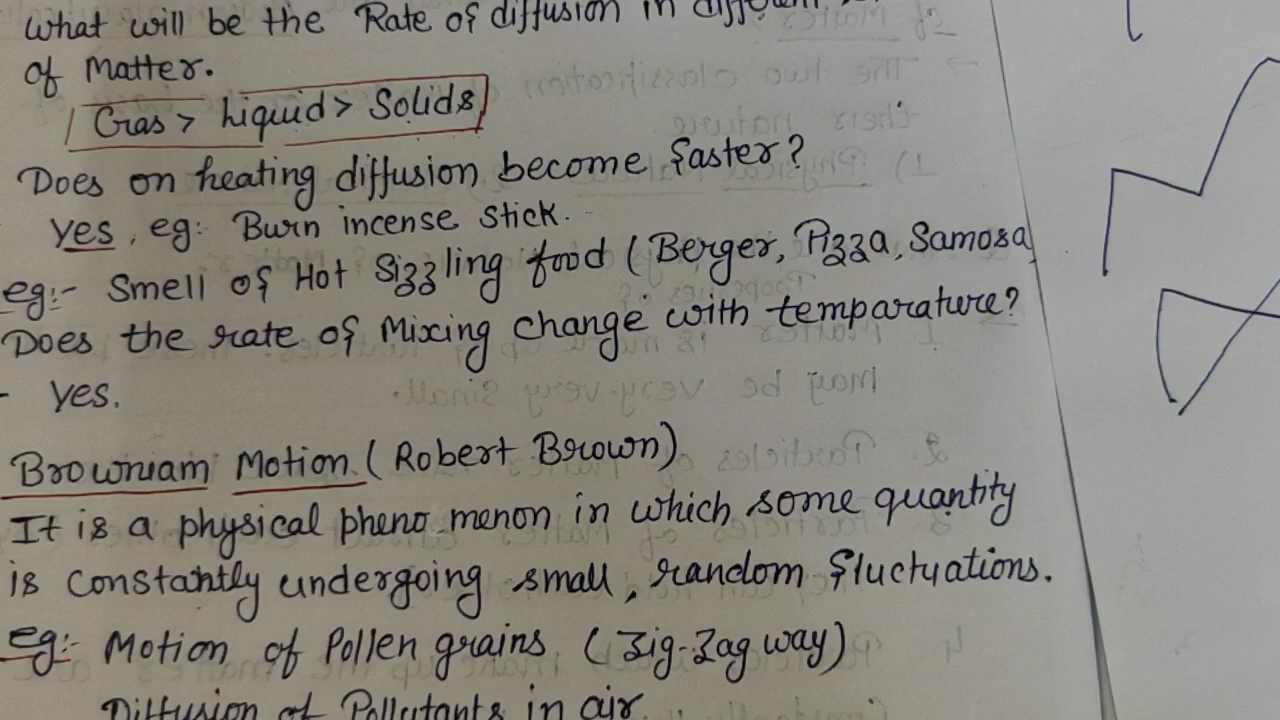 What will be the Rate of diffusion in different
of Matter.
Gas > Liquid > Solids
Does on heating diffusion become faster?
Yes, eg: Burn incense stick.
eg:- Smell of Hot Sizzling food (Berger, Pizza, Samosa
Does the rate of Mixing change with temparature?
- Yes.
Browniam Motion (Robert Brown)
It is a physical pheno menon in which some quantity
is constantly undergoing small, random fluctuations.
eg:- Motion of Pollen grains (Zig-Zag way)
Diffusion of Pollutants in air